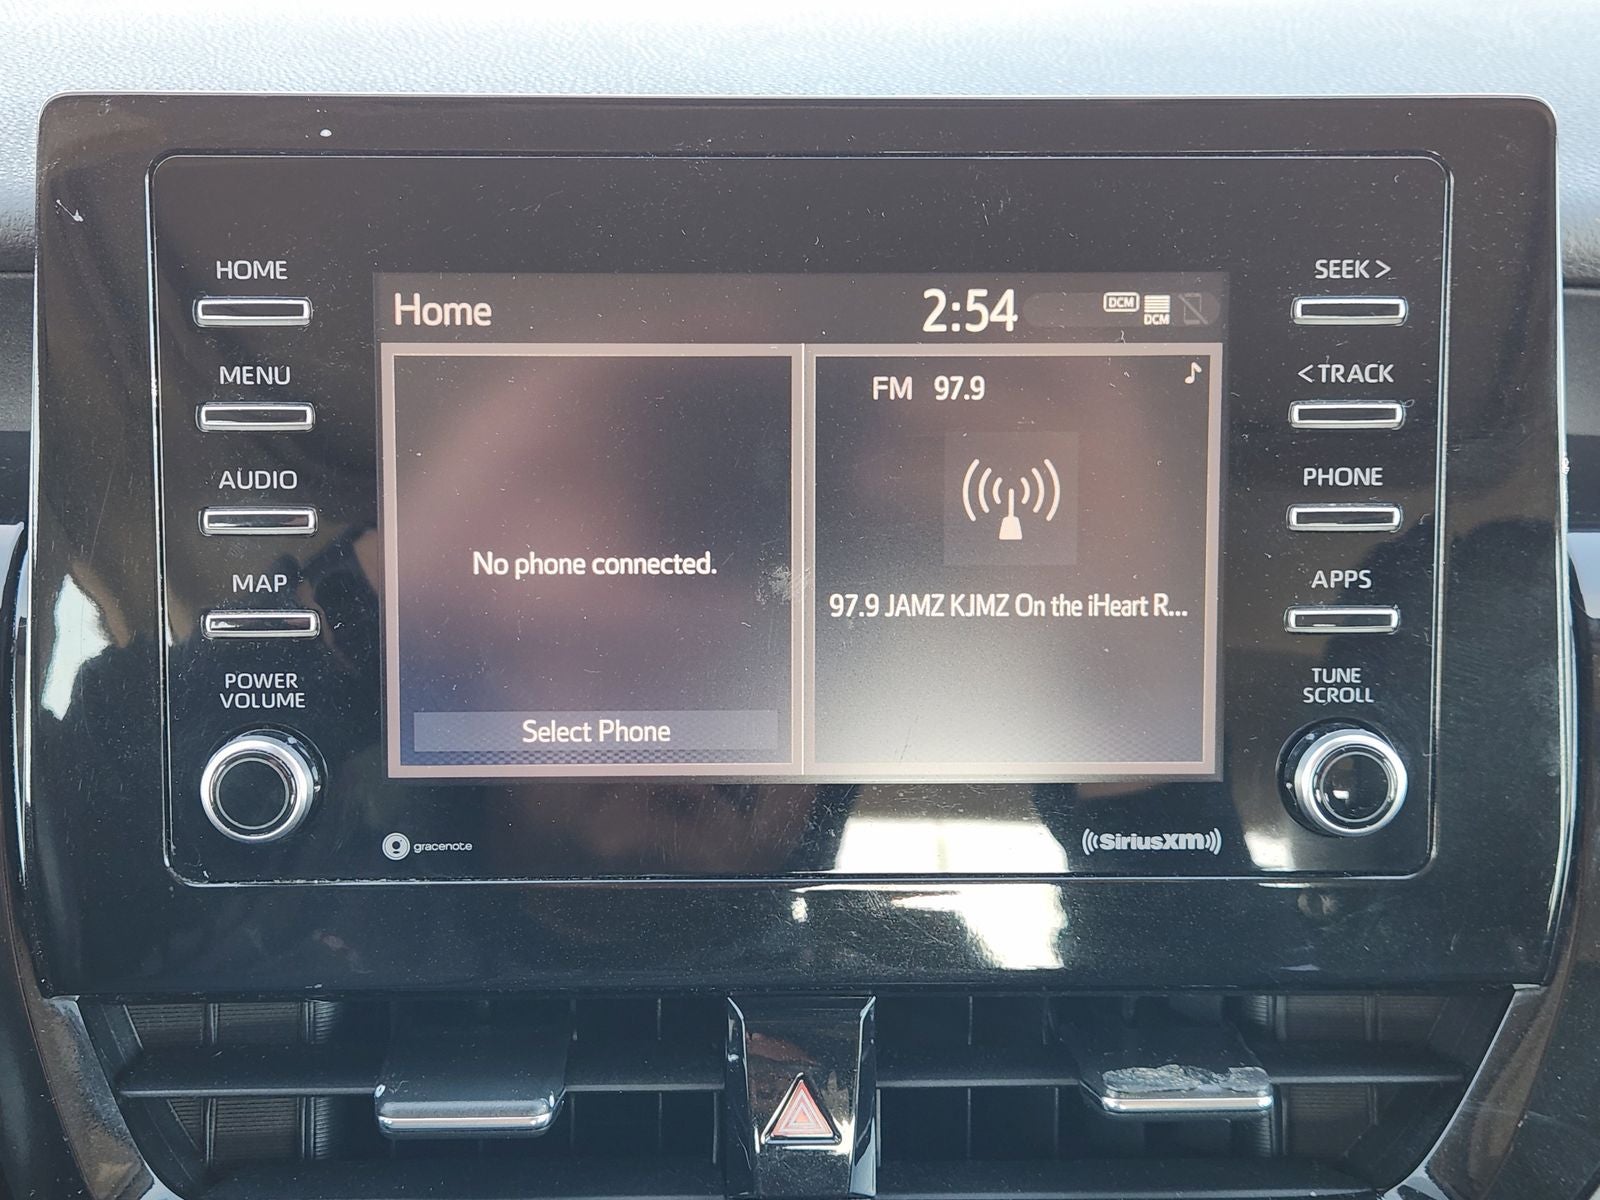 HOME
MENU
AUDIO
MAP
POWER
VOLUME
Home
2:54
DCM
DCM
No phone connected.
Select Phone
FM 97.9
97.9 JAMZ KJMZ On the iHeart R...
SEEK >
< TRACK
PHONE
APPS
TUNE
SCROLL
gracenote
SiriusXM